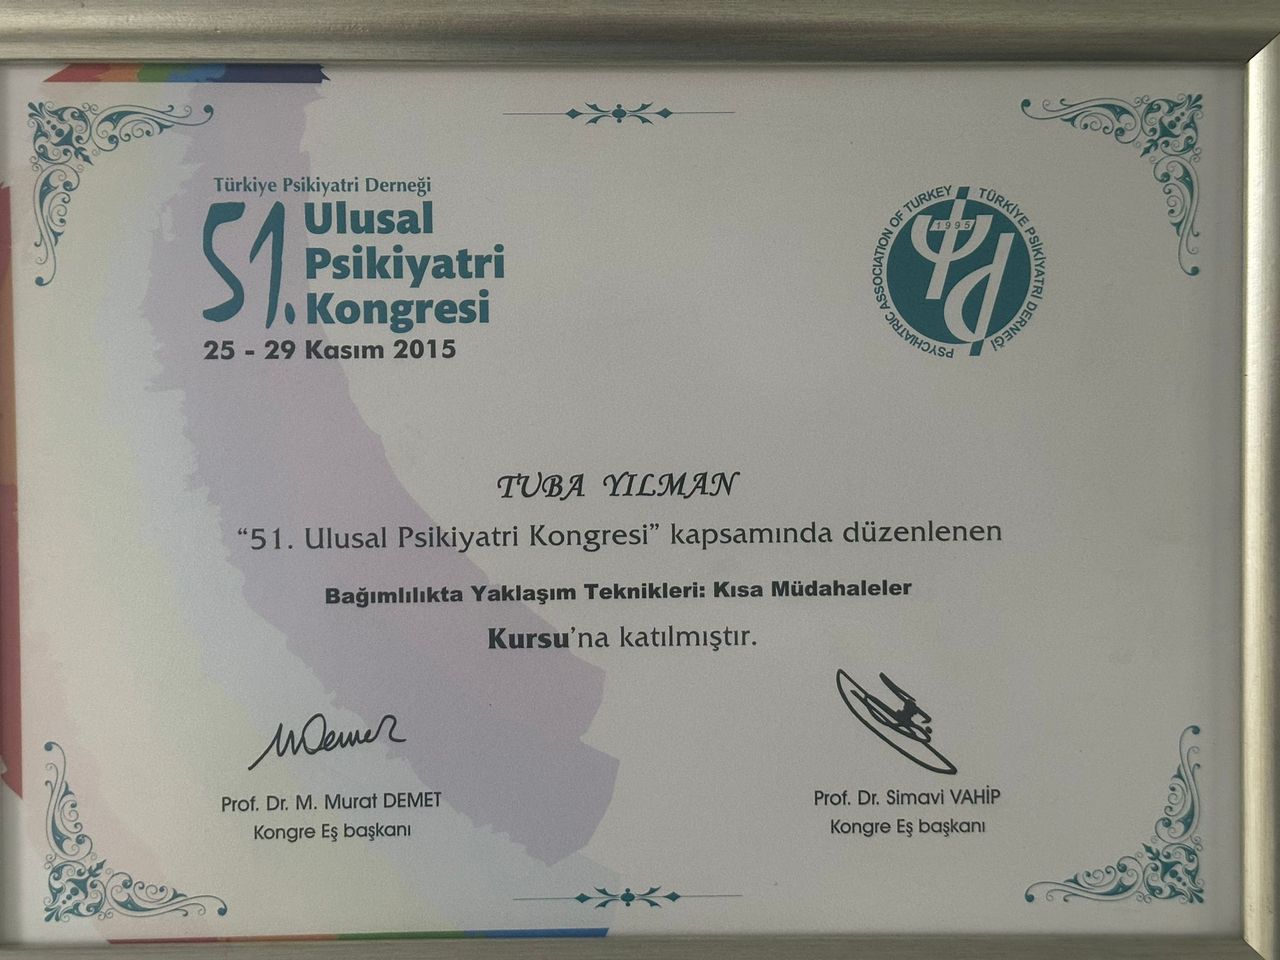 Türkiye Psikiyatri Derneği
51. Ulusal
Psikiyatri
Kongresi
25 - 29 Kasım 2015
PSYCHIATRIC ASSOCIATION OF TURKEY
TÜRKİYE PSİKİYATRİ DERNEĞİ
1995
TUBA YILMAN
“51. Ulusal Psikiyatri Kongresi” kapsamında düzenlenen
Bağımlılıkta Yaklaşım Teknikleri: Kısa Müdahaleler
Kursu’na katılmıştır.
Prof. Dr. M. Murat DEMET
Kongre Eş başkanı
Prof. Dr. Simavi VAHİP
Kongre Eş başkanı